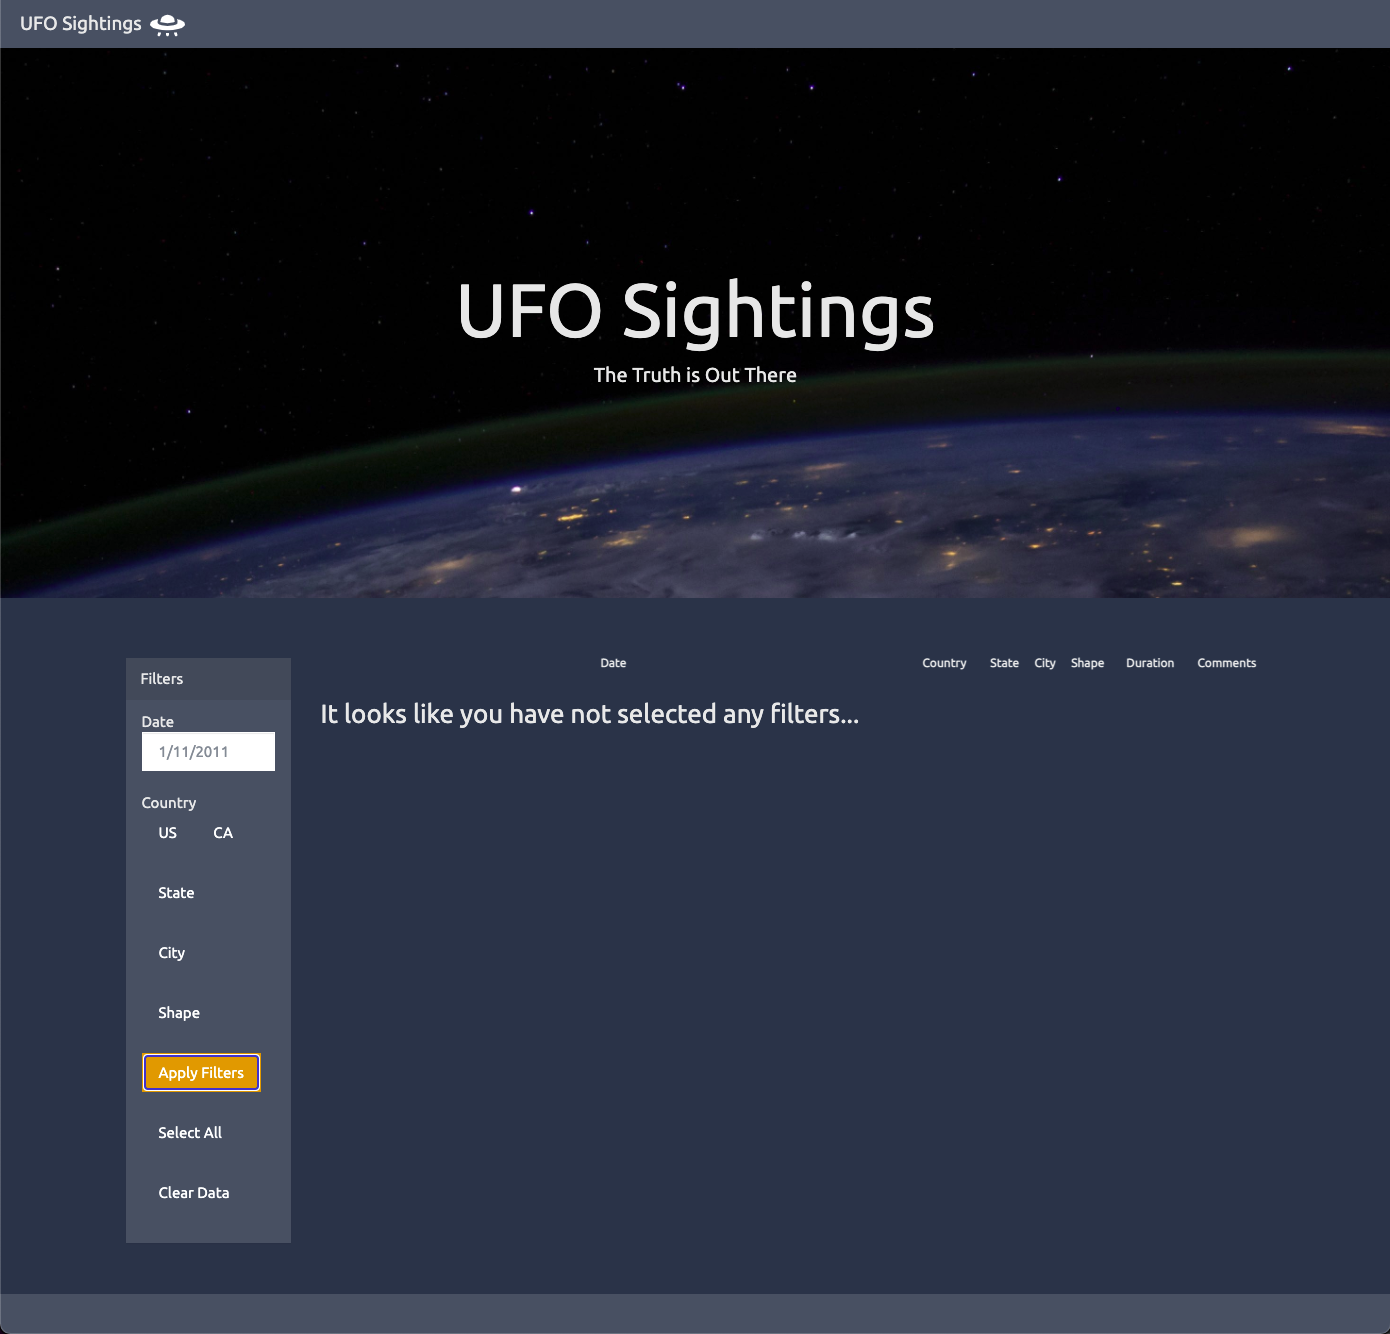 UFO Sightings
UFO Sightings
The Truth is Out There
Filters
Date
1/11/2011
Country
US CA
State
City
Shape
Apply Filters
Select All
Clear Data
Date Country State City Shape Duration Comments
It looks like you have not selected any filters...